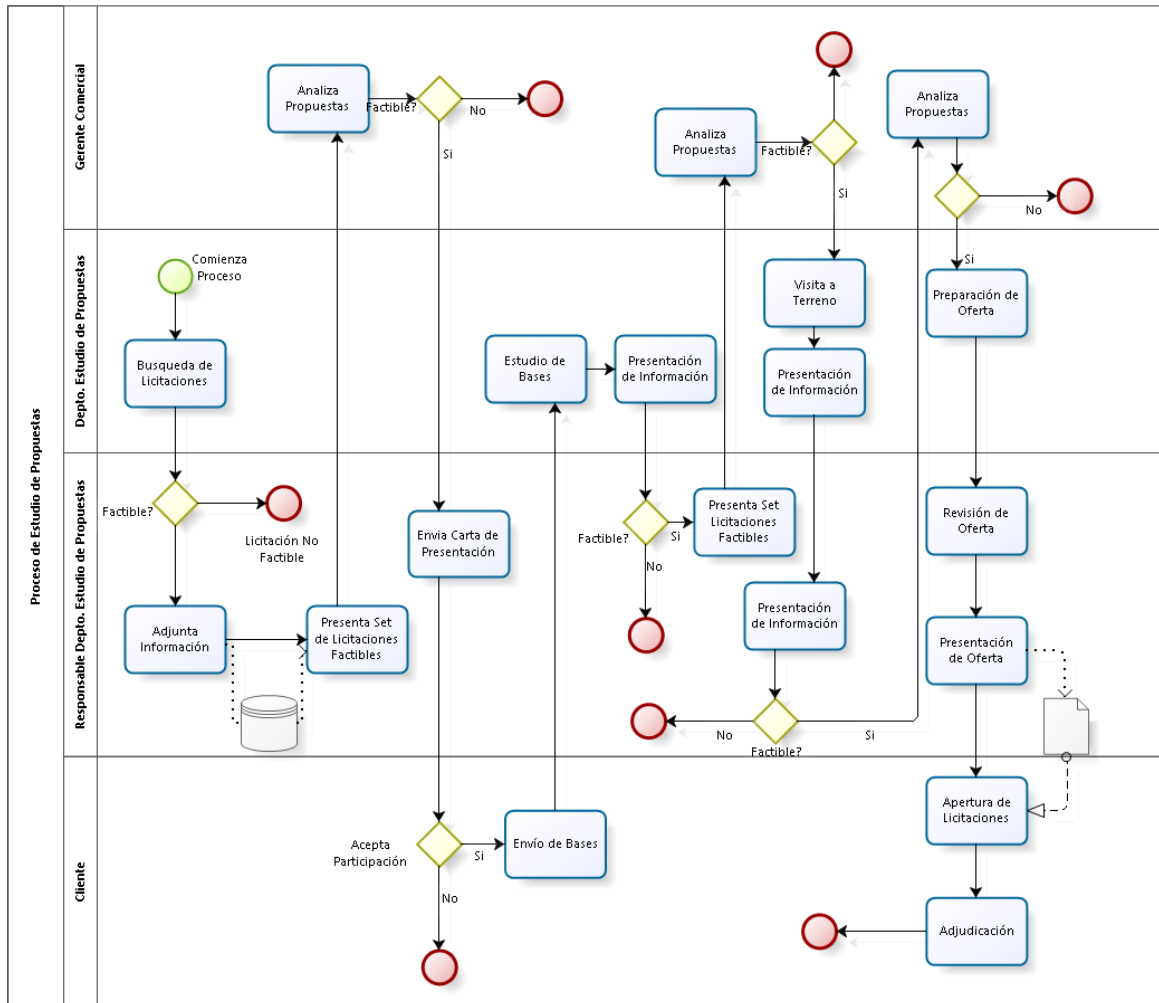 Proceso de Estudio de Propuestas
Gerente Comercial
Analiza
Propuestas
Factible?
No
Si
Analiza
Propuestas
Factible?
Si
Analiza
Propuestas
No
Si
Depto. Estudio de Propuestas
Comienza
Proceso
Busqueda de
Licitaciones
Estudio de
Bases
Presentación
de Información
Visita a
Terreno
Presentación
de Información
Preparación de
Oferta
Responsable Depto. Estudio de Propuestas
Factible?
Licitación No
Factible
Adjunta
Información
Presenta Set
de Licitaciones
Factibles
Envia Carta de
Presentación
Factible?
Si
No
Presenta Set
Licitaciones
Factibles
Presentación
de Información
No
Factible?
Si
Revisión de
Oferta
Presentación
de Oferta
Cliente
Acepta
Participación
Si
No
Envío de Bases
Apertura de
Licitaciones
Adjudicación